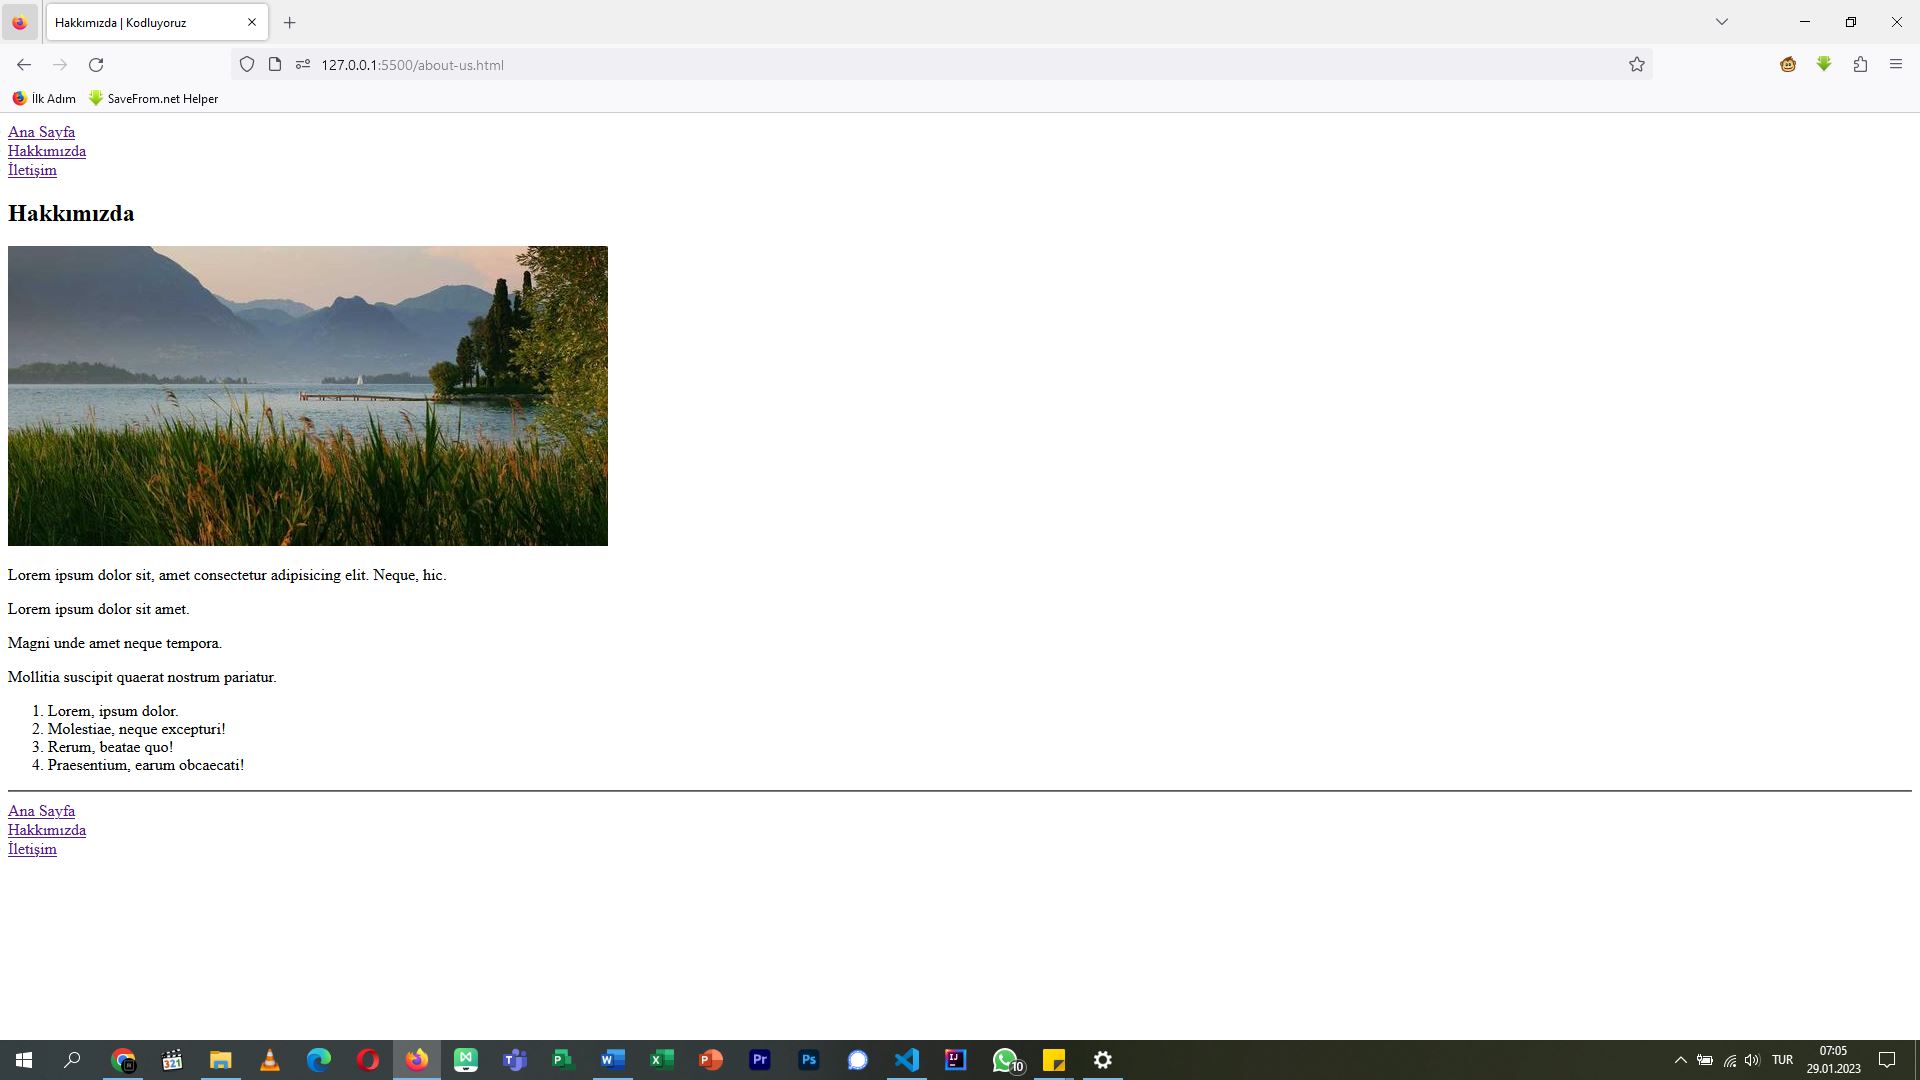 Hakkımızda | Kodluyoruz
127.0.0.1:5500/about-us.html
İlk Adım
SaveFrom.net Helper
Ana Sayfa
Hakkımızda
İletişim
Hakkımızda
Lorem ipsum dolor sit, amet consectetur adipisicing elit. Neque, hic.
Lorem ipsum dolor sit amet.
Magni unde amet neque tempora.
Mollitia suscipit quaerat nostrum pariatur.
1. Lorem, ipsum dolor.
2. Molestiae, neque excepturi!
3. Rerum, beatae quo!
4. Praesentium, earum obcaecati!
Ana Sayfa
Hakkımızda
İletişim
321
T
P
W
X
P
Pr
Ps
IJ
10
TUR
07:05
29.01.2023